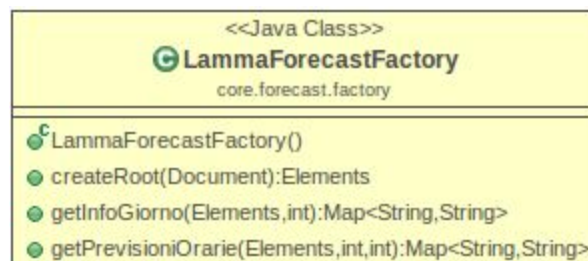 <<Java Class>>
LammaForecastFactory
core.forecast.factory
LammaForecastFactory()
createRoot(Document):Elements
getInfoGiorno(Elements,int):Map<String,String>
getPrevisioniOrarie(Elements,int,int):Map<String,String>